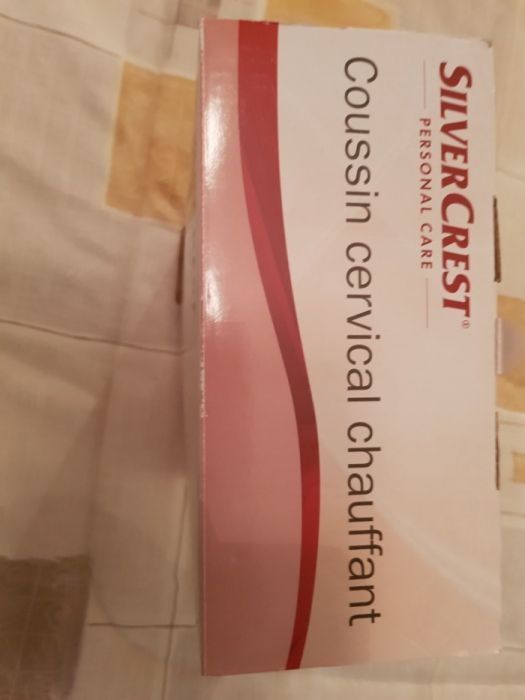 SILVERCREST®
PERSONAL CARE
Coussin cervical chauffant